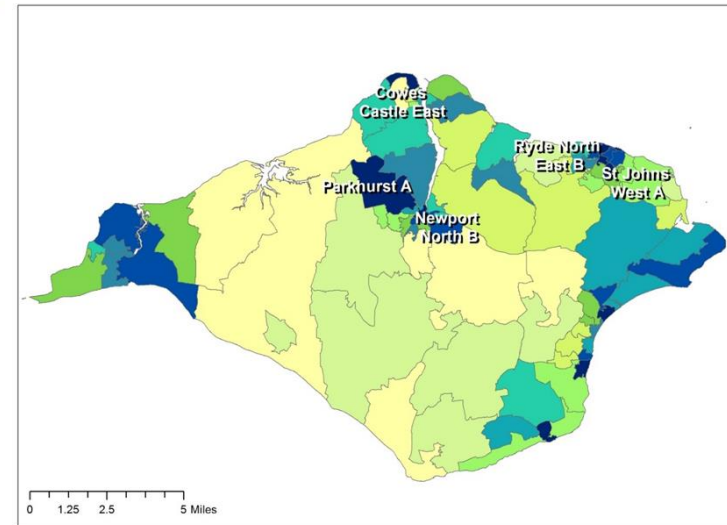 Cowes
Castle East
Ryde North
East B
St Johns
West A
Parkhurst A
Newport
North B
0 1.25 2.5 5 Miles